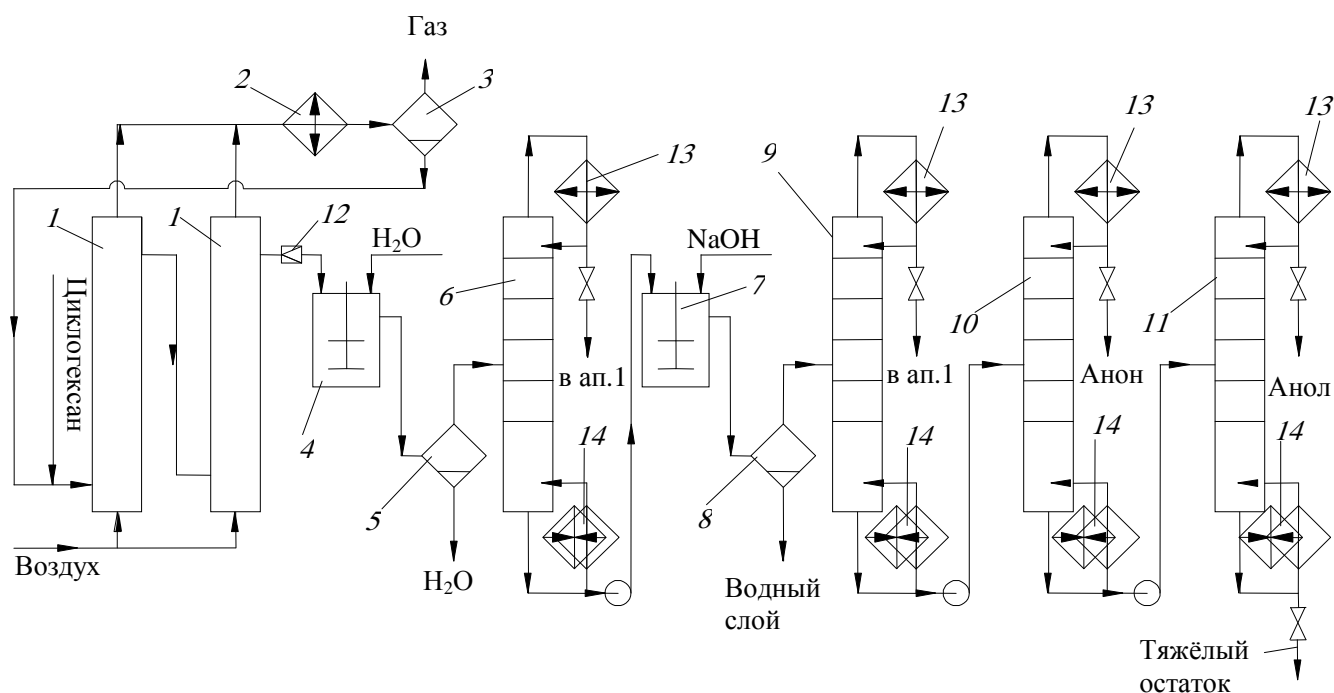 Газ
2
3
13
9
13
13
13
1
1
12
H₂O
NaOH
Циклогексан
6
7
10
11
в ап.1
в ап.1
Анон
Анол
4
14
14
14
14
5
8
Воздух
H₂O
Водный
слой
Тяжёлый
остаток